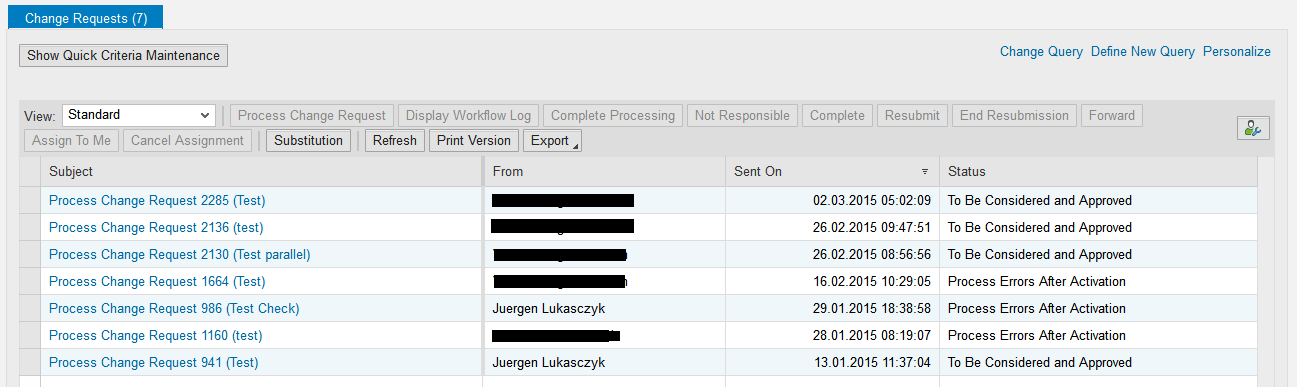 Change Requests (7)
Show Quick Criteria Maintenance
Change Query Define New Query Personalize
View: Standard Process Change Request Display Workflow Log Complete Processing Not Responsible Complete Resubmit End Resubmission Forward
Assign To Me Cancel Assignment Substitution Refresh Print Version Export
Subject From Sent On Status
Process Change Request 2285 (Test) 02.03.2015 05:02:09 To Be Considered and Approved
Process Change Request 2136 (test) 26.02.2015 09:47:51 To Be Considered and Approved
Process Change Request 2130 (Test parallel) 26.02.2015 08:56:56 To Be Considered and Approved
Process Change Request 1664 (Test) 16.02.2015 10:29:05 Process Errors After Activation
Process Change Request 986 (Test Check) Juergen Lukasczyk 29.01.2015 18:38:58 Process Errors After Activation
Process Change Request 1160 (test) 28.01.2015 08:19:07 Process Errors After Activation
Process Change Request 941 (Test) Juergen Lukasczyk 13.01.2015 11:37:04 To Be Considered and Approved